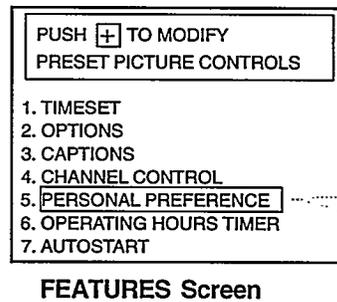 PUSH + TO MODIFY
PRESET PICTURE CONTROLS
1. TIMESET
2. OPTIONS
3. CAPTIONS
4. CHANNEL CONTROL
5. PERSONAL PREFERENCE
6. OPERATING HOURS TIMER
7. AUTOSTART
FEATURES Screen